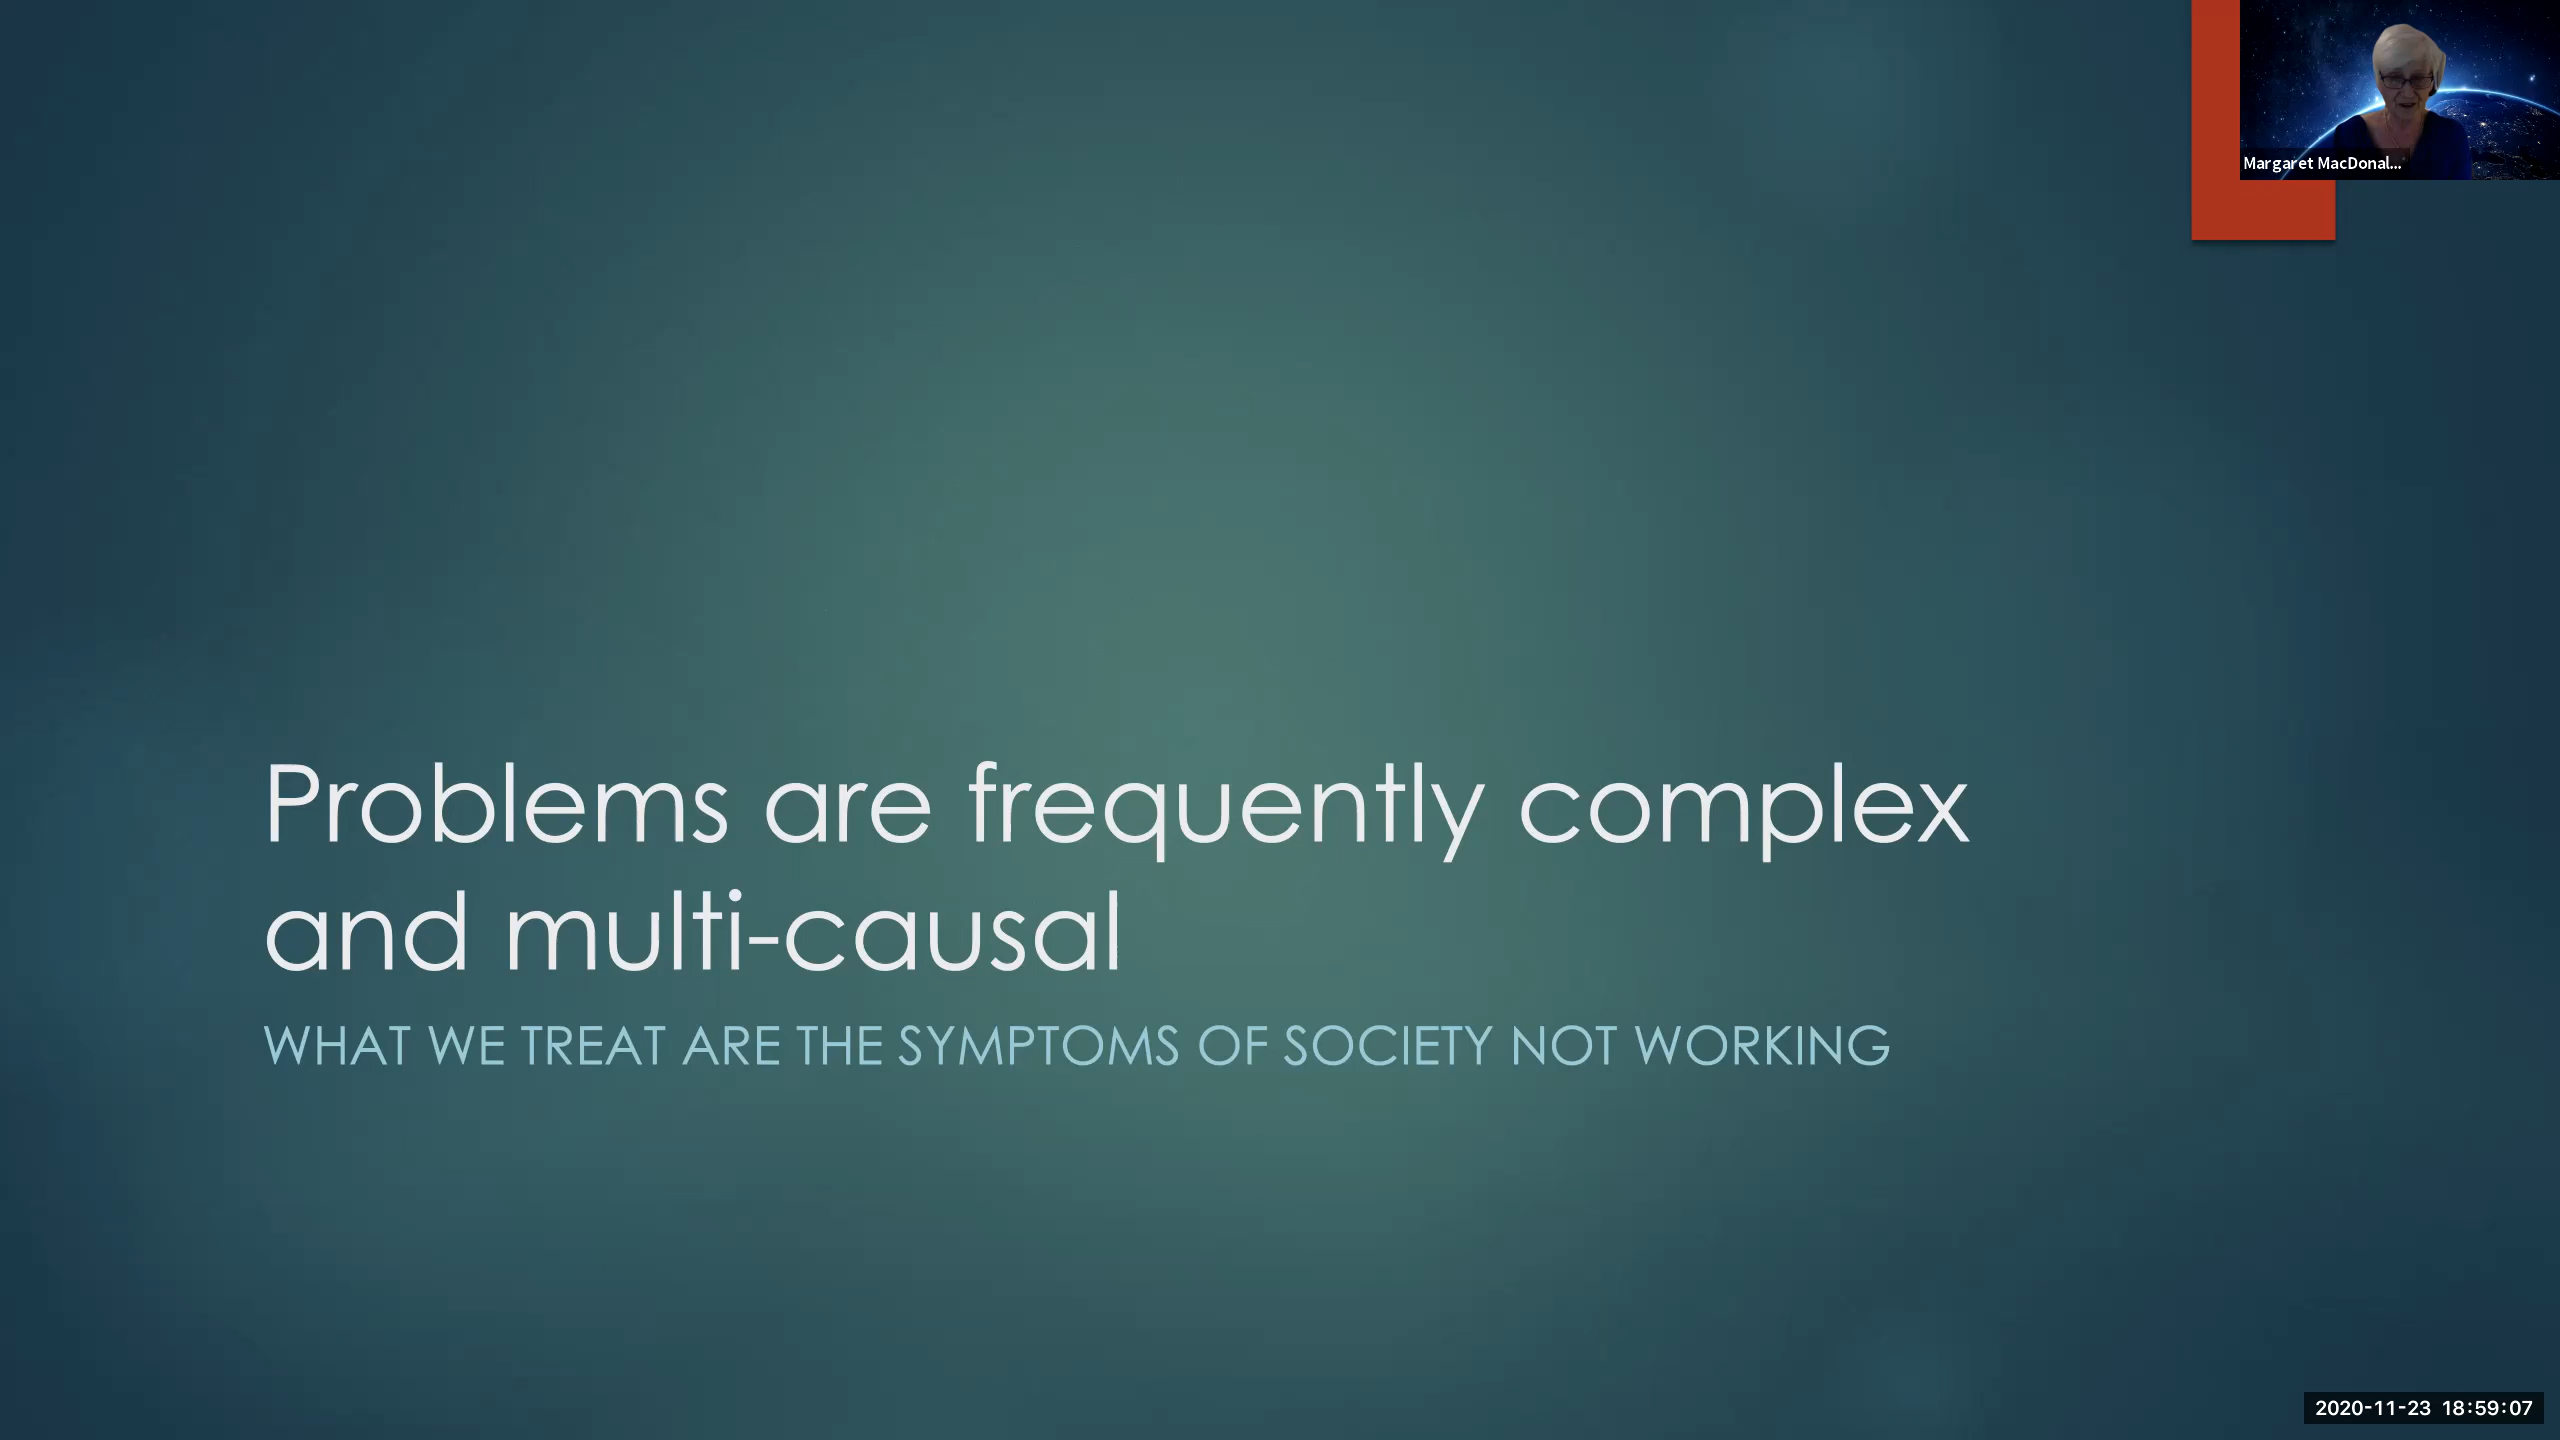 Margaret MacDonal...
Problems are frequently complex
and multi-causal
WHAT WE TREAT ARE THE SYMPTOMS OF SOCIETY NOT WORKING
2020-11-23 18:59:07